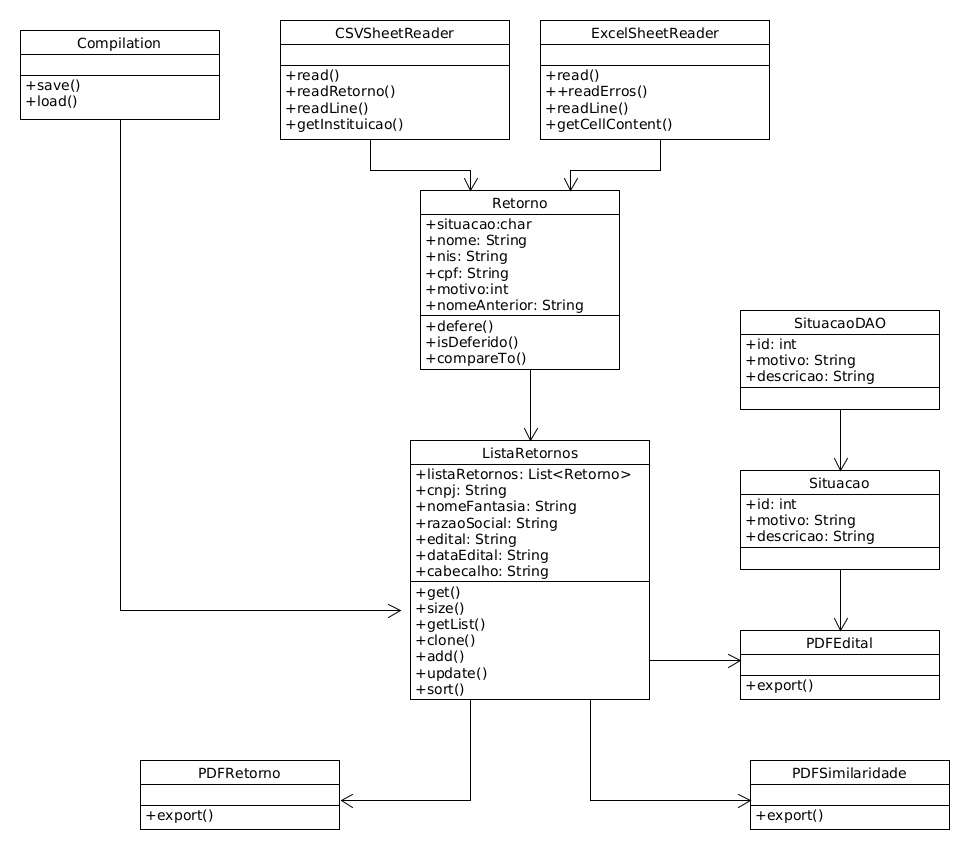 Compilation
+save()
+load()
CSVSheetReader
+read()
+readRetorno()
+readLine()
+getInstituicao()
ExcelSheetReader
+read()
++readErros()
+readLine()
+getCellContent()
Retorno
+situacao:char
+nome: String
+nis: String
+cpf: String
+motivo:int
+nomeAnterior: String
+defere()
+isDeferido()
+compareTo()
SituacaoDAO
+id: int
+motivo: String
+descricao: String
ListaRetornos
+listaRetornos: List<Retorno>
+cnpj: String
+nomeFantasia: String
+razaoSocial: String
+edital: String
+dataEdital: String
+cabecalho: String
+get()
+size()
+getList()
+clone()
+add()
+update()
+sort()
Situacao
+id: int
+motivo: String
+descricao: String
PDFEdital
+export()
PDFRetorno
+export()
PDFSimilaridade
+export()